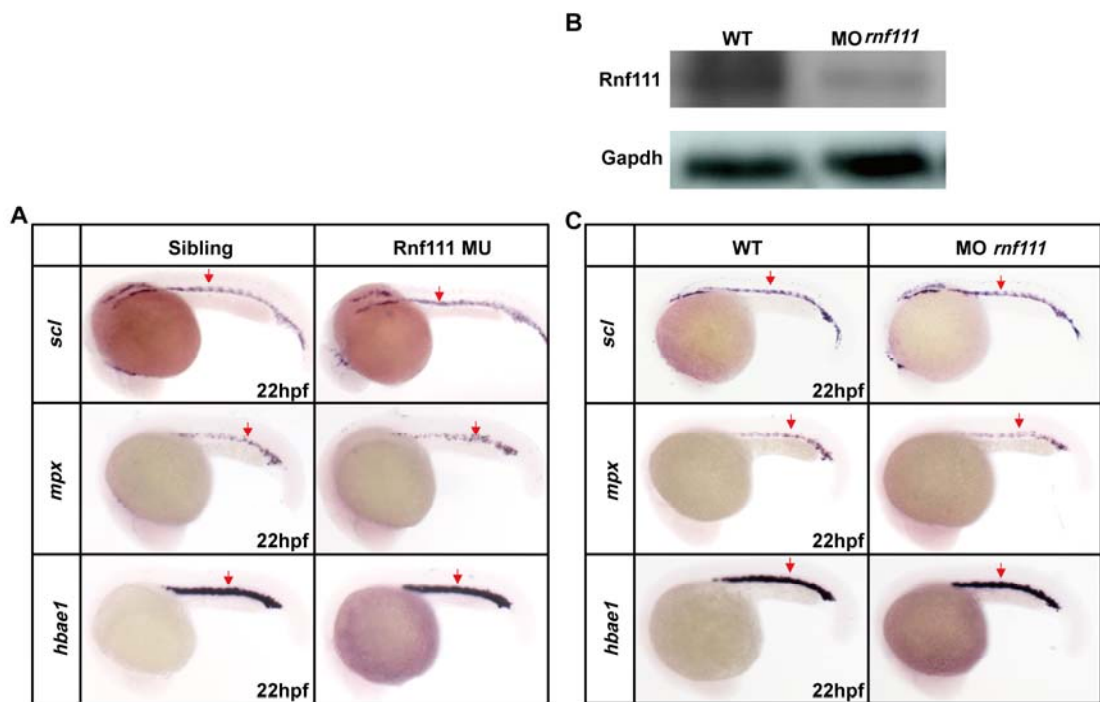 B
WT MO rnf111
Rnf111
Gapdh
A
Sibling Rnf111 MU
scl
22hpf
mpx
22hpf
hbae1
22hpf
C
WT MO rnf111
scl
22hpf
mpx
22hpf
hbae1
22hpf